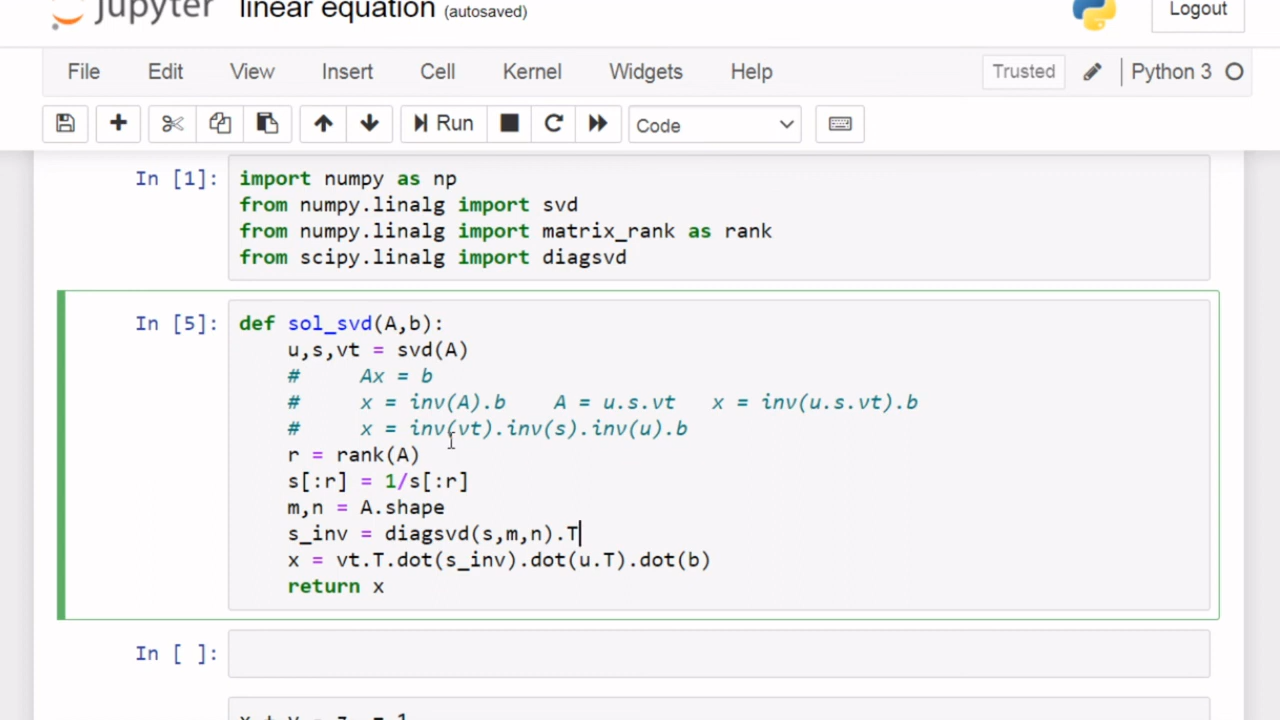 jupyter linear equation (autosaved) Logout
File Edit View Insert Cell Kernel Widgets Help Trusted Python 3
Run Code
In [1]: import numpy as np
from numpy.linalg import svd
from numpy.linalg import matrix_rank as rank
from scipy.linalg import diagsvd
In [5]: def sol_svd(A,b):
u,s,vt = svd(A)
# Ax = b
# x = inv(A).b A = u.s.vt x = inv(u.s.vt).b
# x = inv(vt).inv(s).inv(u).b
r = rank(A)
s[:r] = 1/s[:r]
m,n = A.shape
s_inv = diagsvd(s,m,n).T
x = vt.T.dot(s_inv).dot(u.T).dot(b)
return x
In [ ]: